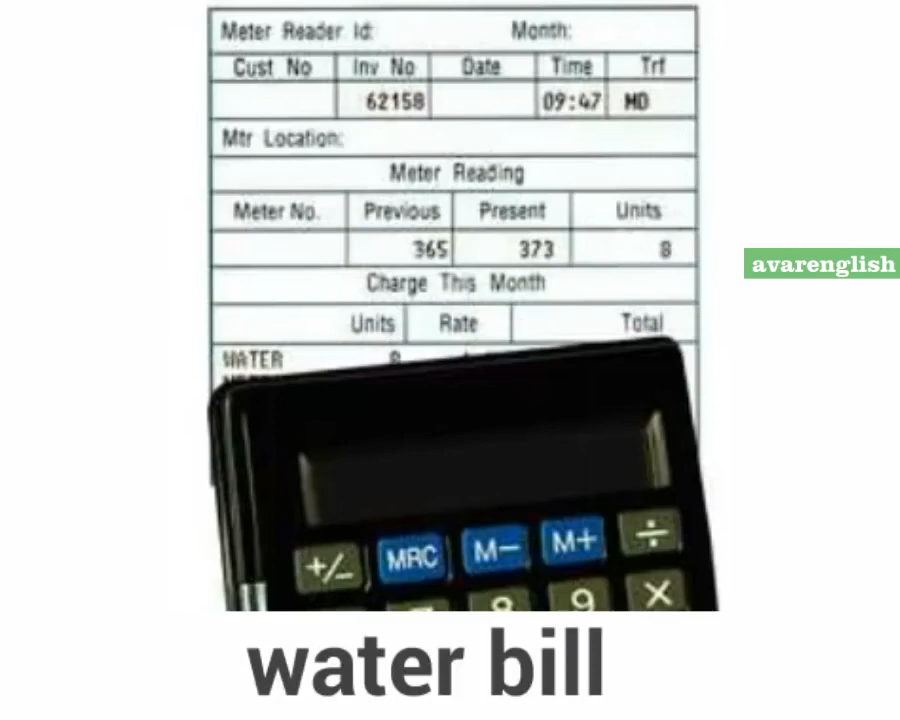 Meter Reader Id: Month:
Cust No Inv No Date Time Trf
62158 09:47 MD
Mtr Location:
Meter Reading
Meter No. Previous Present Units
365 373 8
Charge This Month
Units Rate Total
WATER 8
avarenglish
+/− MRC M− M+ ÷
8 9 ×
water bill